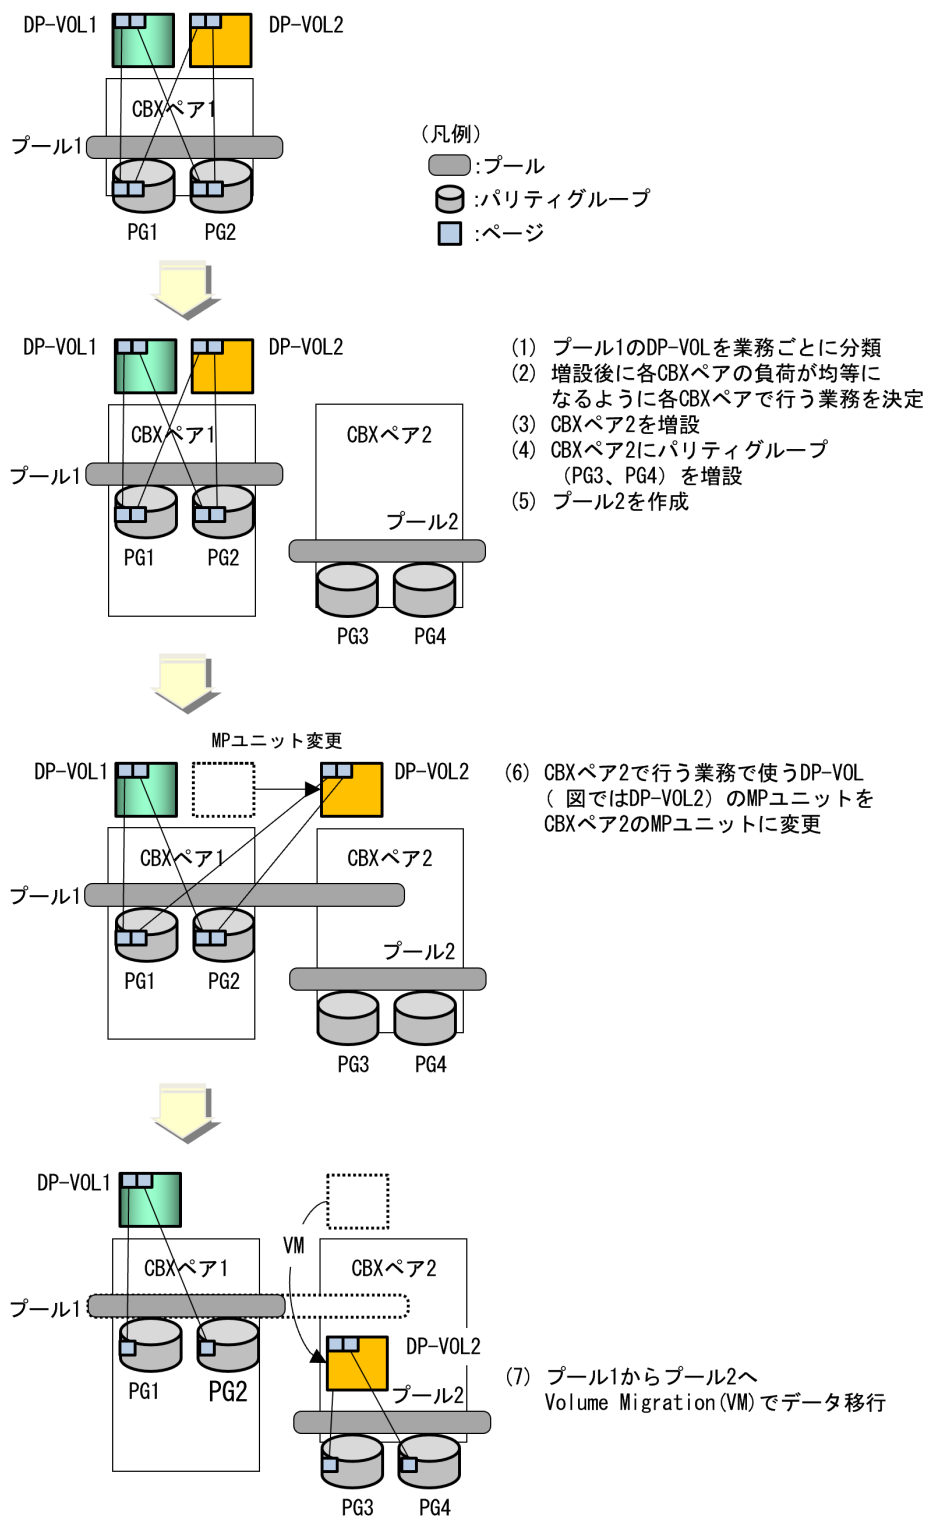 DP-VOL1
DP-VOL2
CBXペア1
プール1
PG1
PG2
(凡例)
:プール
:パリティグループ
:ページ
DP-VOL1
DP-VOL2
CBXペア1
CBXペア2
プール1
プール2
PG1
PG2
PG3
PG4
(1) プール1のDP-VOLを業務ごとに分類
(2) 増設後に各CBXペアの負荷が均等に
なるように各CBXペアで行う業務を決定
(3) CBXペア2を増設
(4) CBXペア2にパリティグループ
(PG3、PG4) を増設
(5) プール2を作成
MPユニット変更
DP-VOL1
DP-VOL2
CBXペア1
CBXペア2
プール1
プール2
PG1
PG2
PG3
PG4
(6) CBXペア2で行う業務で使うDP-VOL
( 図ではDP-VOL2) のMPユニットを
CBXペア2のMPユニットに変更
DP-VOL1
VM
CBXペア1
CBXペア2
プール1
DP-VOL2
プール2
PG1
PG2
PG3
PG4
(7) プール1からプール2へ
Volume Migration(VM)でデータ移行